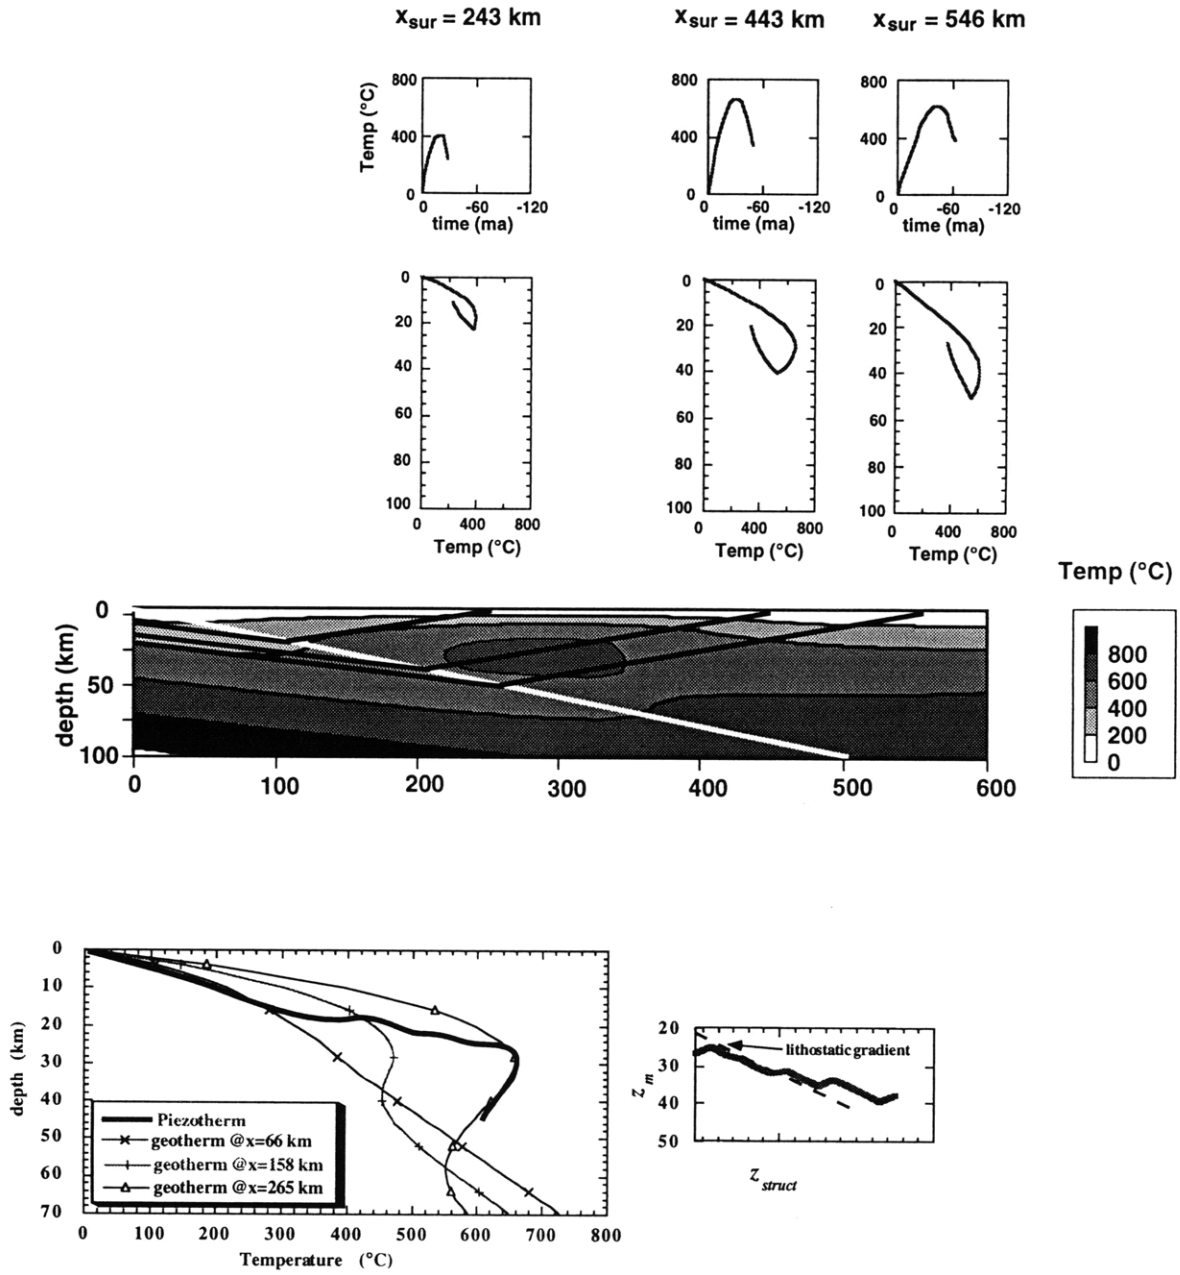 x_sur = 243 km x_sur = 443 km x_sur = 546 km
800 800 800
Temp (°C)
400 400 400
0 0 0
0 -60 -120 0 -60 -120 0 -60 -120
time (ma) time (ma) time (ma)
0 0 0
20 20 20
40 40 40
60 60 60
80 80 80
100 100 100
0 400 800 0 400 800 0 400 800
Temp (°C) Temp (°C) Temp (°C)
Temp (°C)
depth (km)
0
50
100
0 100 200 300 400 500 600
800
600
400
200
0
depth (km)
0
10
20
30
40
50
60
70
Piezotherm
geotherm @x=66 km
geotherm @x=158 km
geotherm @x=265 km
0 100 200 300 400 500 600 700 800
Temperature (°C)
z_m
20
30
40
50
lithostatic gradient
z_struct